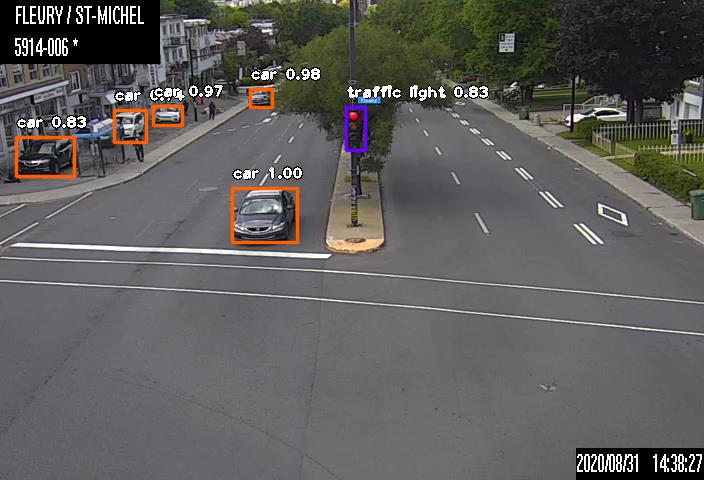 FLEURY / ST-MICHEL
5914-006 *
car 0.98
car 0.97
traffic light 0.83
car 0.83
car 1.00
Fleury
2020/08/31 14:38:27